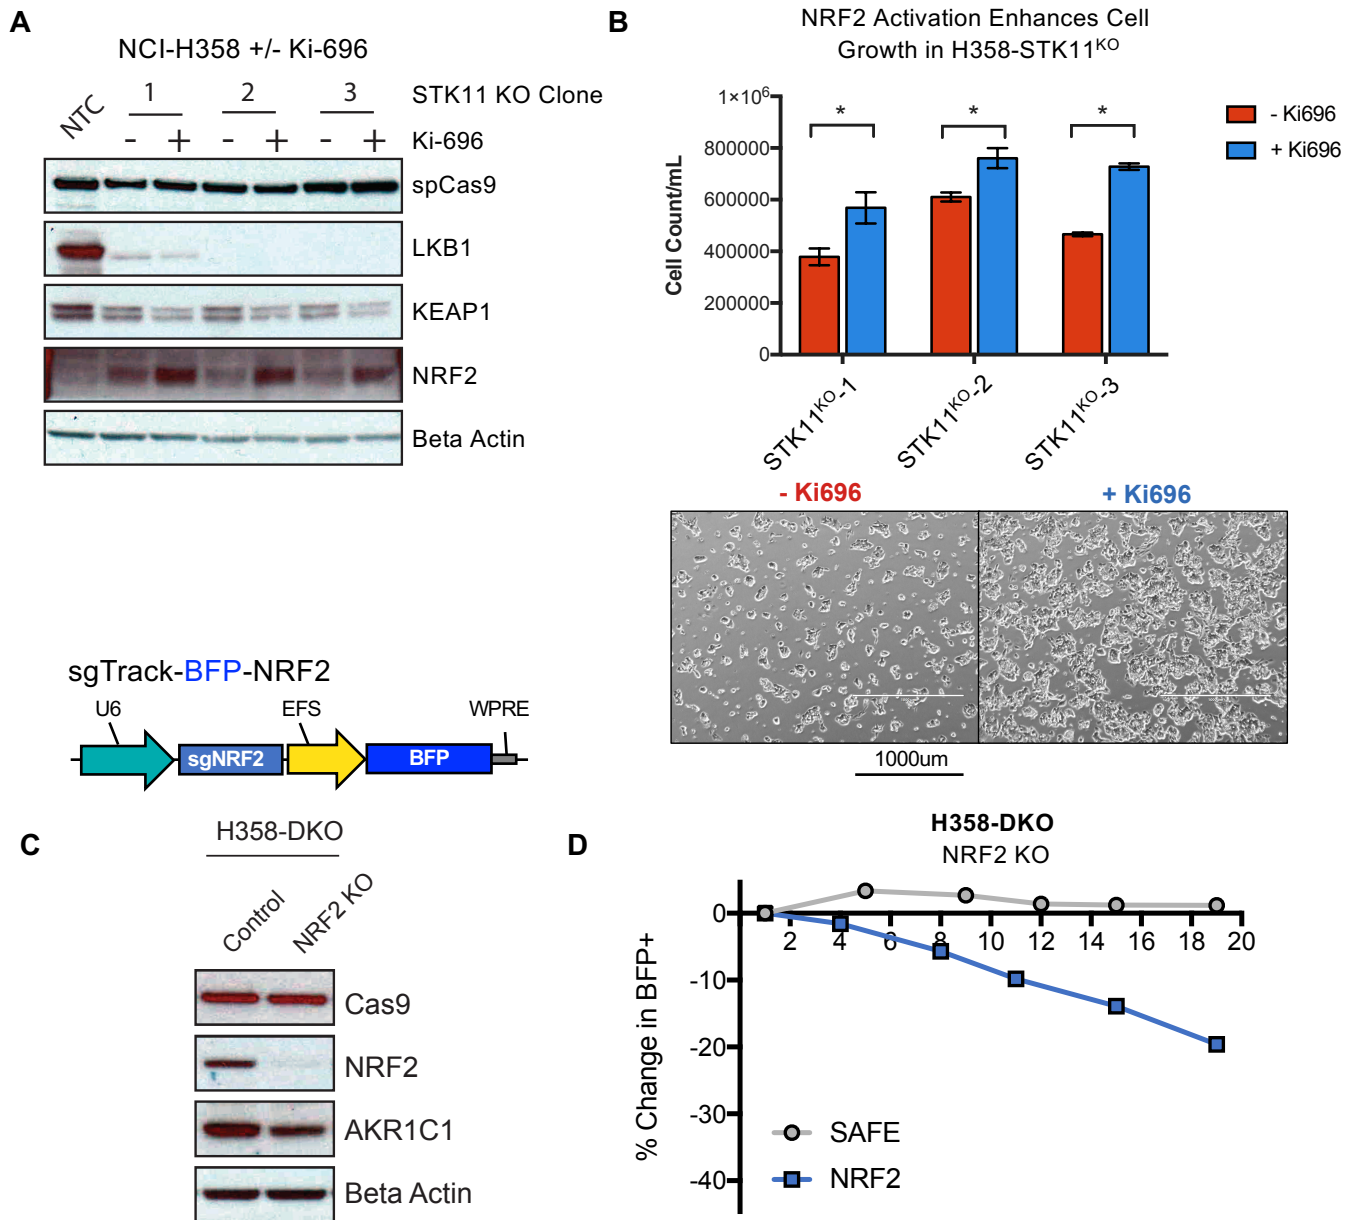 A
NCI-H358 +/- Ki-696
NTC
1 2 3 STK11 KO Clone
- + - + - + Ki-696
spCas9
LKB1
KEAP1
NRF2
Beta Actin
B
NRF2 Activation Enhances Cell
Growth in H358-STK11KO
Cell Count/mL
1×10⁶
800000
600000
400000
200000
0
* * *
- Ki696
+ Ki696
STK11KO-1
STK11KO-2
STK11KO-3
- Ki696 + Ki696
1000um
sgTrack-BFP-NRF2
U6 EFS WPRE
sgNRF2 BFP
C
H358-DKO
Control
NRF2 KO
Cas9
NRF2
AKR1C1
Beta Actin
D
H358-DKO
NRF2 KO
% Change in BFP+
0
-10
-20
-30
-40
2 4 6 8 10 12 14 16 18 20
SAFE
NRF2